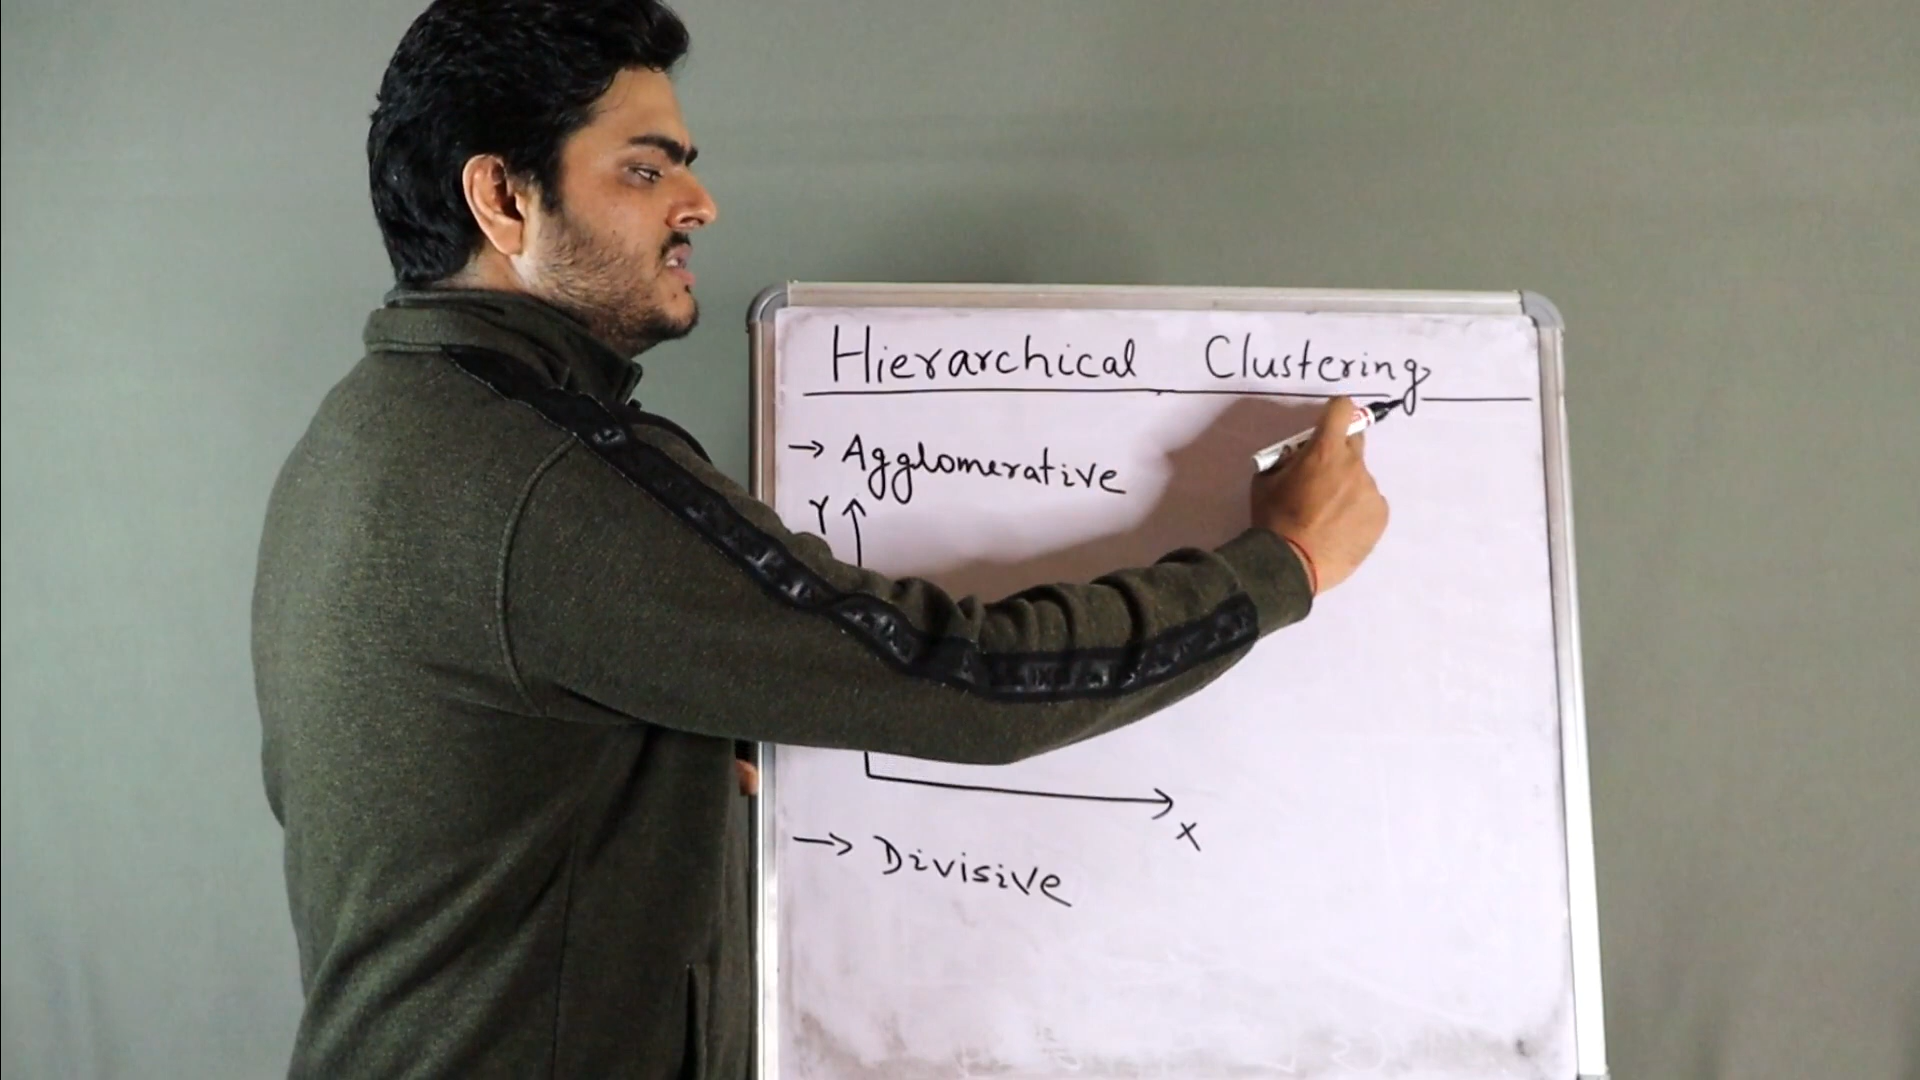 Hierarchical Clustering
→ Agglomerative
Y
X
→ Divisive